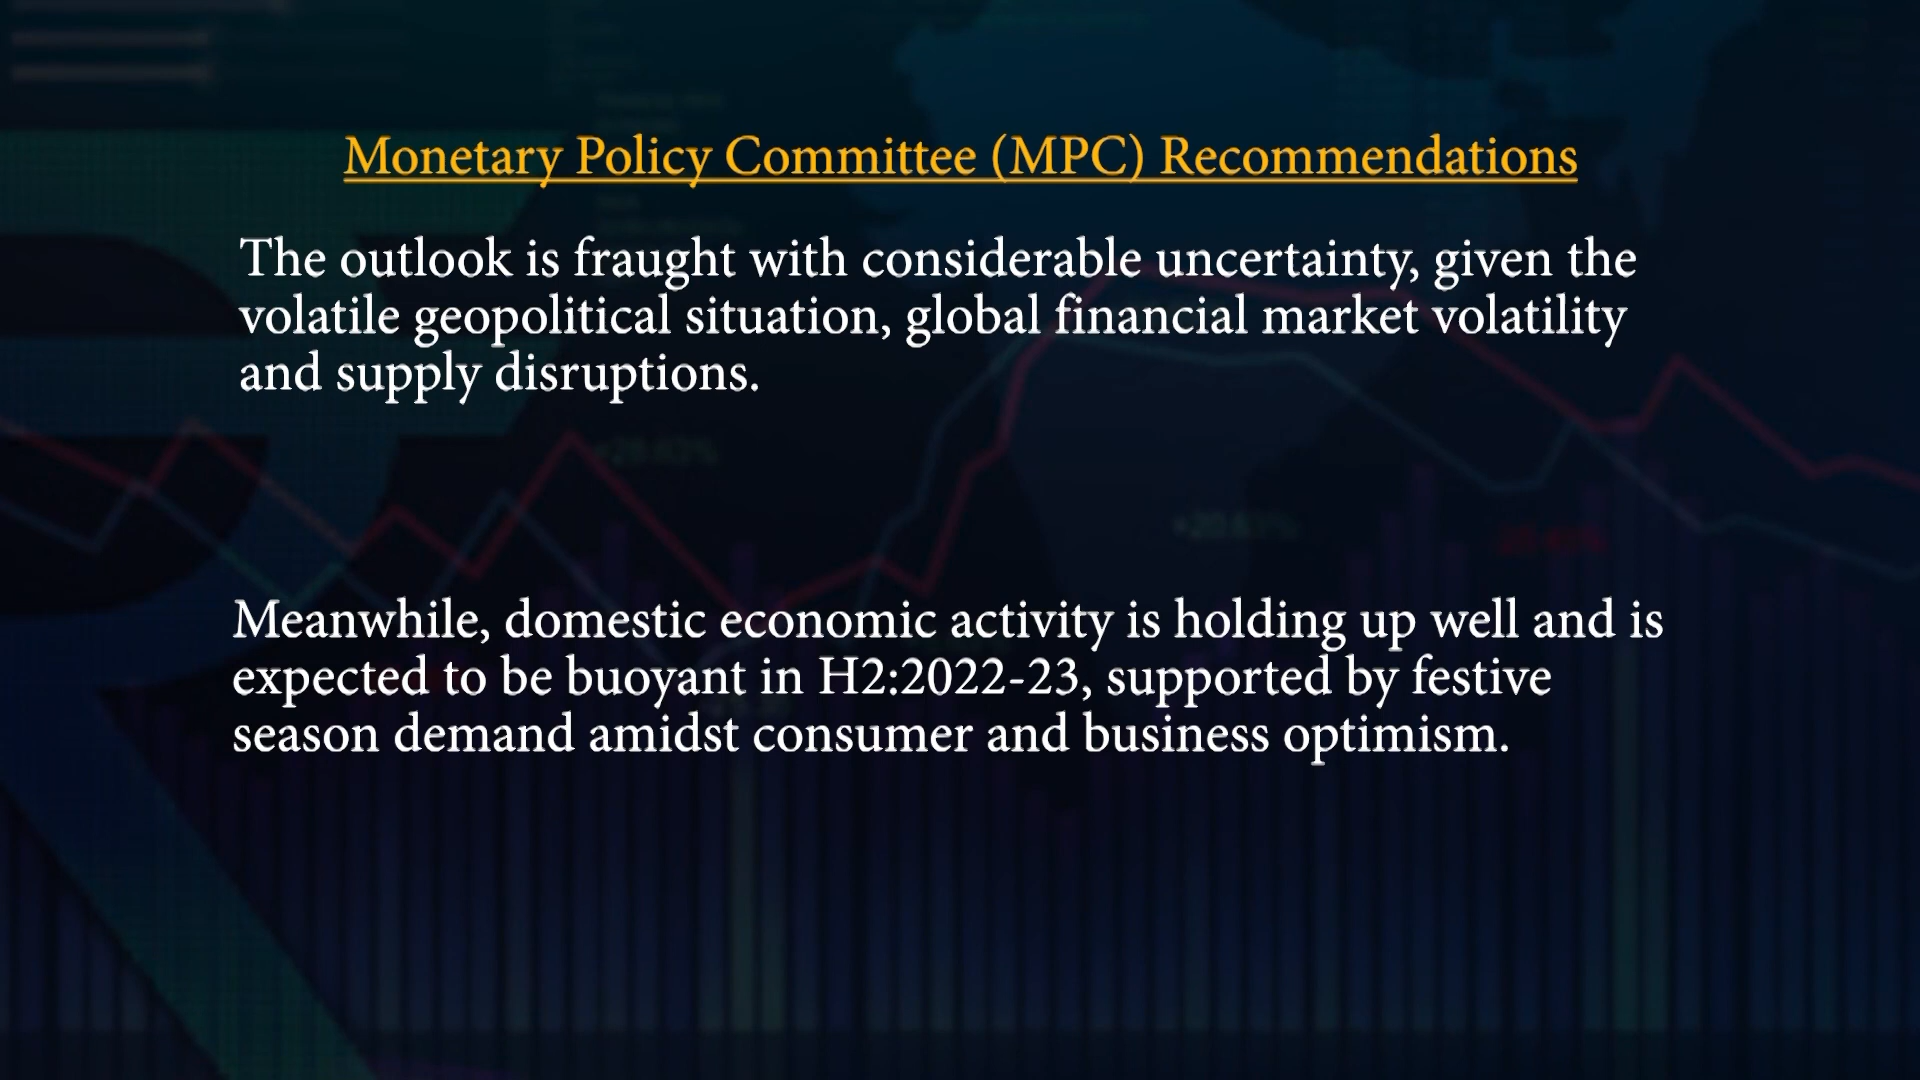 Monetary Policy Committee (MPC) Recommendations
The outlook is fraught with considerable uncertainty, given the
volatile geopolitical situation, global financial market volatility
and supply disruptions.
Meanwhile, domestic economic activity is holding up well and is
expected to be buoyant in H2:2022-23, supported by festive
season demand amidst consumer and business optimism.